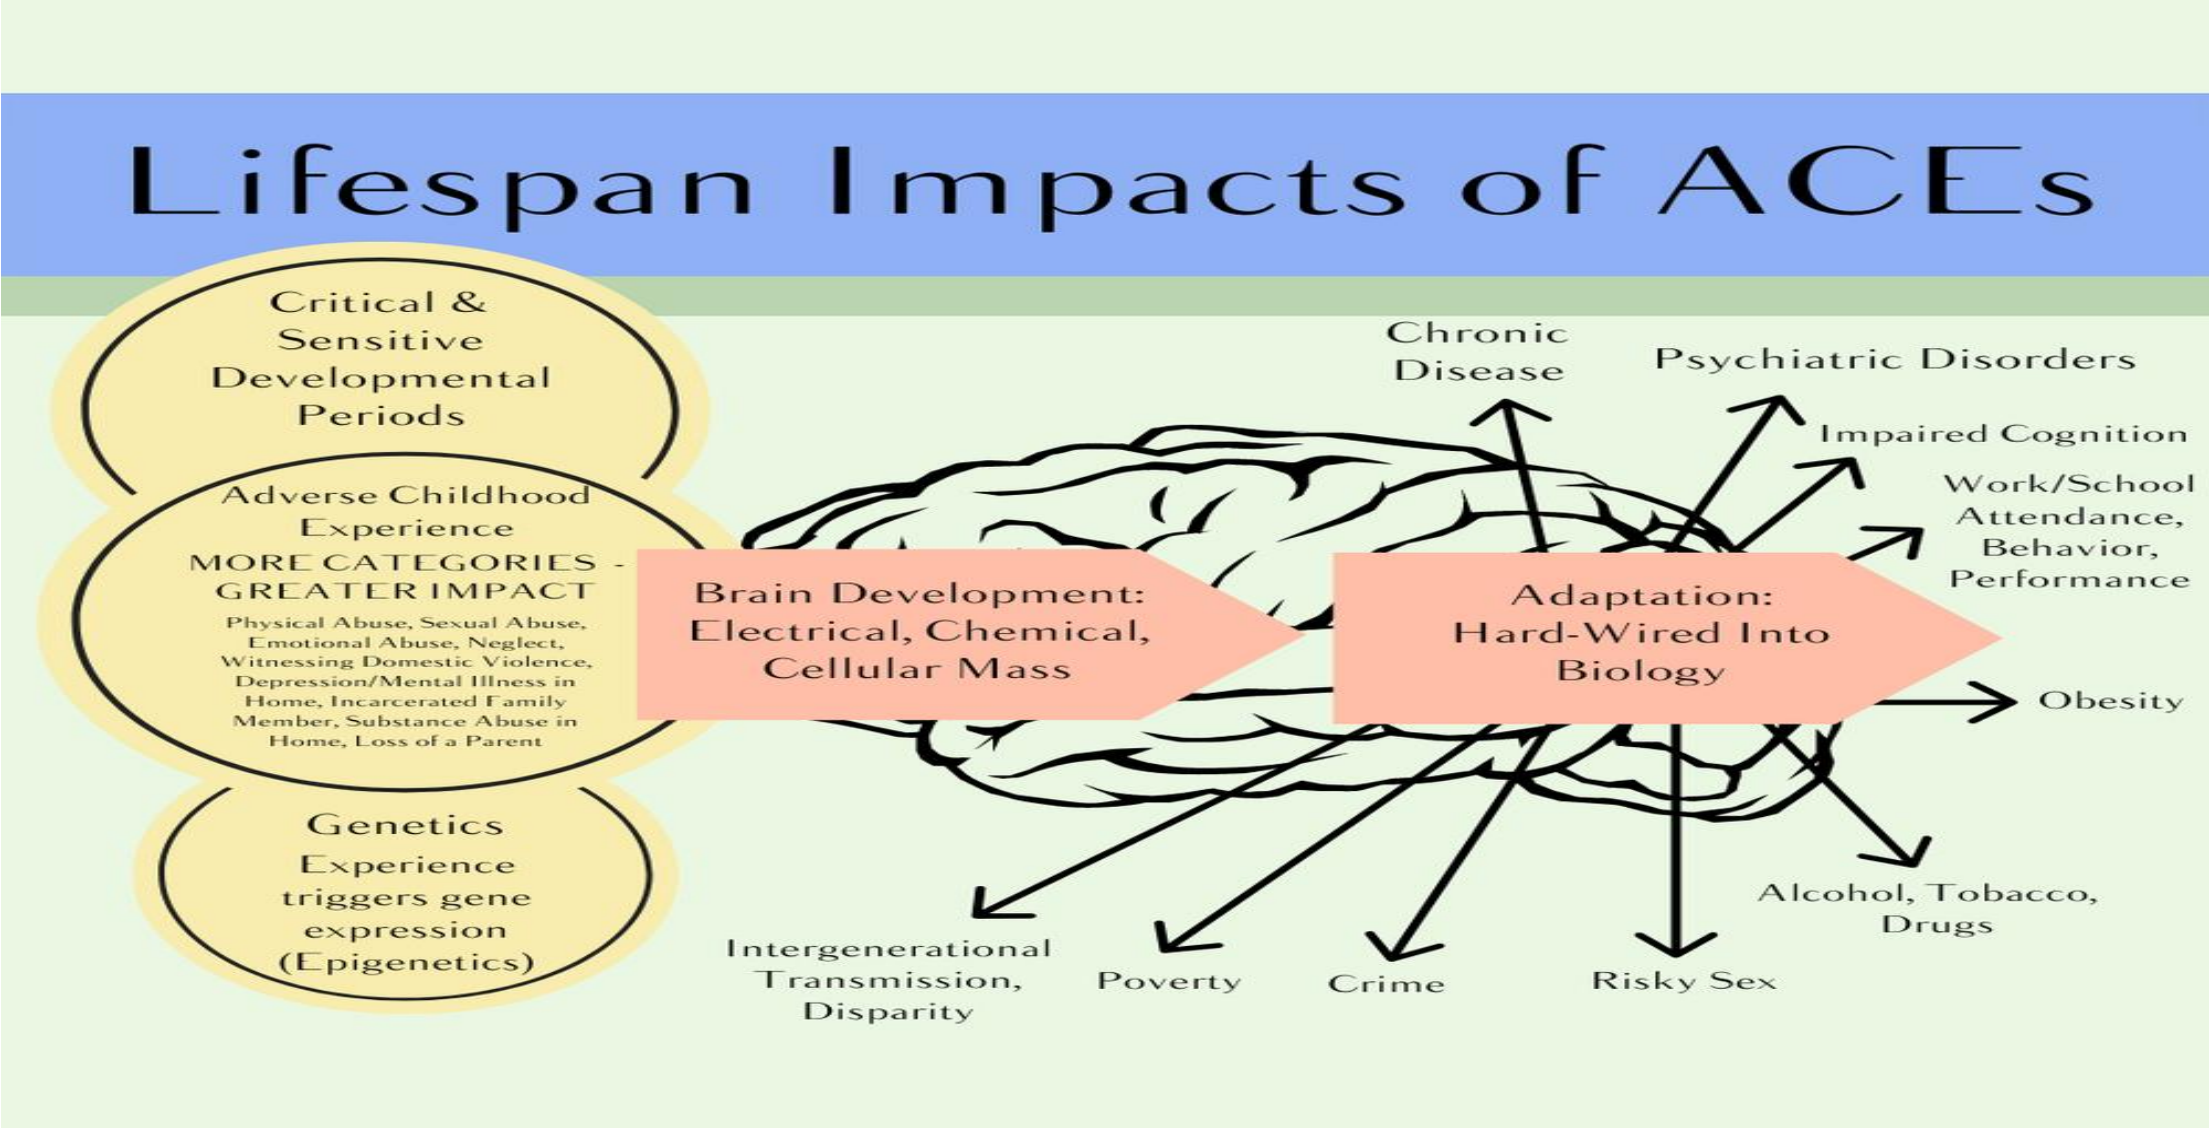 Lifespan Impacts of ACEs
Critical &
Sensitive
Developmental
Periods
Adverse Childhood
Experience
MORE CATEGORIES -
GREATER IMPACT
Physical Abuse, Sexual Abuse,
Emotional Abuse, Neglect,
Witnessing Domestic Violence,
Depression/Mental Illness in
Home, Incarcerated Family
Member, Substance Abuse in
Home, Loss of a Parent
Genetics
Experience
triggers gene
expression
(Epigenetics)
Brain Development:
Electrical, Chemical,
Cellular Mass
Adaptation:
Hard-Wired Into
Biology
Chronic
Disease
Psychiatric Disorders
Impaired Cognition
Work/School
Attendance,
Behavior,
Performance
Obesity
Alcohol, Tobacco,
Drugs
Risky Sex
Crime
Poverty
Intergenerational
Transmission,
Disparity